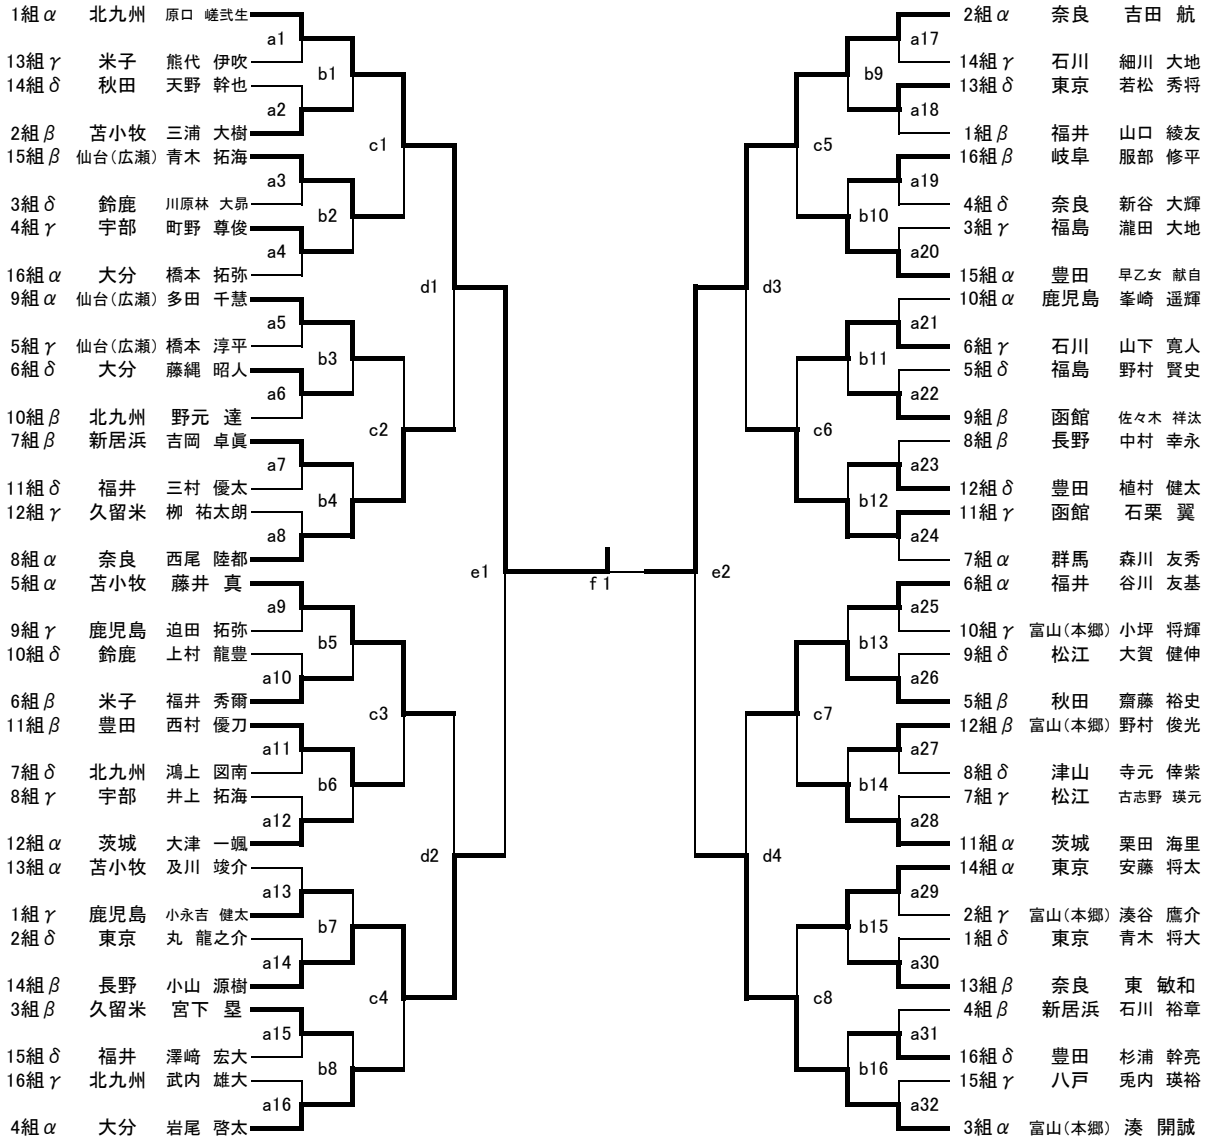 1組α 北九州 原口 嵯弐生
a1
13組γ 米子 熊代 伊吹
b1
14組δ 秋田 天野 幹也
a2
2組β 苫小牧 三浦 大樹
c1
15組β 仙台(広瀬) 青木 拓海
a3
3組δ 鈴鹿 川原林 大昴
b2
4組γ 宇部 町野 尊俊
a4
16組α 大分 橋本 拓弥
d1
9組α 仙台(広瀬) 多田 千慧
a5
5組γ 仙台(広瀬) 橋本 淳平
b3
6組δ 大分 藤縄 昭人
a6
10組β 北九州 野元 達
c2
7組β 新居浜 吉岡 卓眞
a7
11組δ 福井 三村 優太
b4
12組γ 久留米 栁 祐太朗
a8
8組α 奈良 西尾 陸都
e1
5組α 苫小牧 藤井 真
a9
9組γ 鹿児島 迫田 拓弥
b5
10組δ 鈴鹿 上村 龍豊
a10
6組β 米子 福井 秀爾
c3
11組β 豊田 西村 優刀
a11
7組δ 北九州 鴻上 図南
b6
8組γ 宇部 井上 拓海
a12
12組α 茨城 大津 一颯
d2
13組α 苫小牧 及川 竣介
a13
1組γ 鹿児島 小永吉 健太
b7
2組δ 東京 丸 龍之介
a14
14組β 長野 小山 源樹
c4
3組β 久留米 宮下 塁
a15
15組δ 福井 澤﨑 宏大
b8
16組γ 北九州 武内 雄大
a16
4組α 大分 岩尾 啓太
f1
2組α 奈良 吉田 航
a17
14組γ 石川 細川 大地
b9
13組δ 東京 若松 秀将
a18
1組β 福井 山口 綾友
c5
16組β 岐阜 服部 修平
a19
4組δ 奈良 新谷 大輝
b10
3組γ 福島 瀧田 大地
a20
15組α 豊田 早乙女 献自
d3
10組α 鹿児島 峯崎 遥輝
a21
6組γ 石川 山下 寛人
b11
5組δ 福島 野村 賢史
a22
9組β 函館 佐々木 祥汰
c6
8組β 長野 中村 幸永
a23
12組δ 豊田 植村 健太
b12
11組γ 函館 石栗 翼
a24
7組α 群馬 森川 友秀
e2
6組α 福井 谷川 友基
a25
10組γ 富山(本郷) 小坪 将輝
b13
9組δ 松江 大賀 健伸
a26
5組β 秋田 齋藤 裕史
c7
12組β 富山(本郷) 野村 俊光
a27
8組δ 津山 寺元 倖紫
b14
7組γ 松江 古志野 瑛元
a28
11組α 茨城 栗田 海里
d4
14組α 東京 安藤 将太
a29
2組γ 富山(本郷) 湊谷 鷹介
b15
1組δ 東京 青木 将大
a30
13組β 奈良 東 敏和
c8
4組β 新居浜 石川 裕章
a31
16組δ 豊田 杉浦 幹亮
b16
15組γ 八戸 兎内 瑛裕
a32
3組α 富山(本郷) 湊 開誠